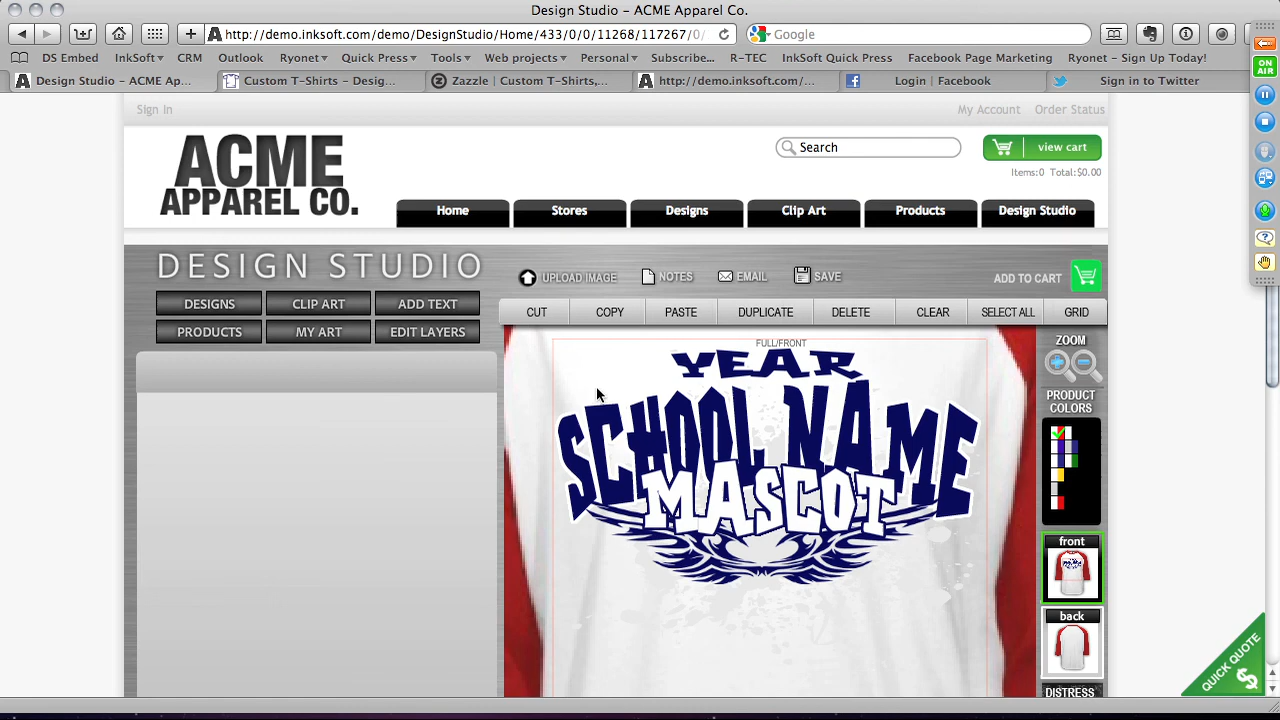 Design Studio – ACME Apparel Co.
http://demo.inksoft.com/demo/DesignStudio/Home/433/0/0/11268/117267/0/
Google
DS Embed InkSoft CRM Outlook Ryonet Quick Press Tools Web projects Personal Subscribe... R-TEC InkSoft Quick Press Facebook Page Marketing Ryonet – Sign Up Today!
Design Studio – ACME Ap... Custom T-Shirts – Desig... Zazzle | Custom T-Shirts,... http://demo.inksoft.com/... Login | Facebook Sign in to Twitter
ON AIR
Sign In My Account Order Status
ACME
APPAREL CO.
Search view cart
Items:0 Total:$0.00
Home Stores Designs Clip Art Products Design Studio
DESIGN STUDIO
UPLOAD IMAGE NOTES EMAIL SAVE ADD TO CART
DESIGNS CLIP ART ADD TEXT
PRODUCTS MY ART EDIT LAYERS
CUT COPY PASTE DUPLICATE DELETE CLEAR SELECT ALL GRID
FULL/FRONT
YEAR
SCHOOL NAME
MASCOT
ZOOM
PRODUCT
COLORS
front
back
DISTRESS
QUICK QUOTE
$